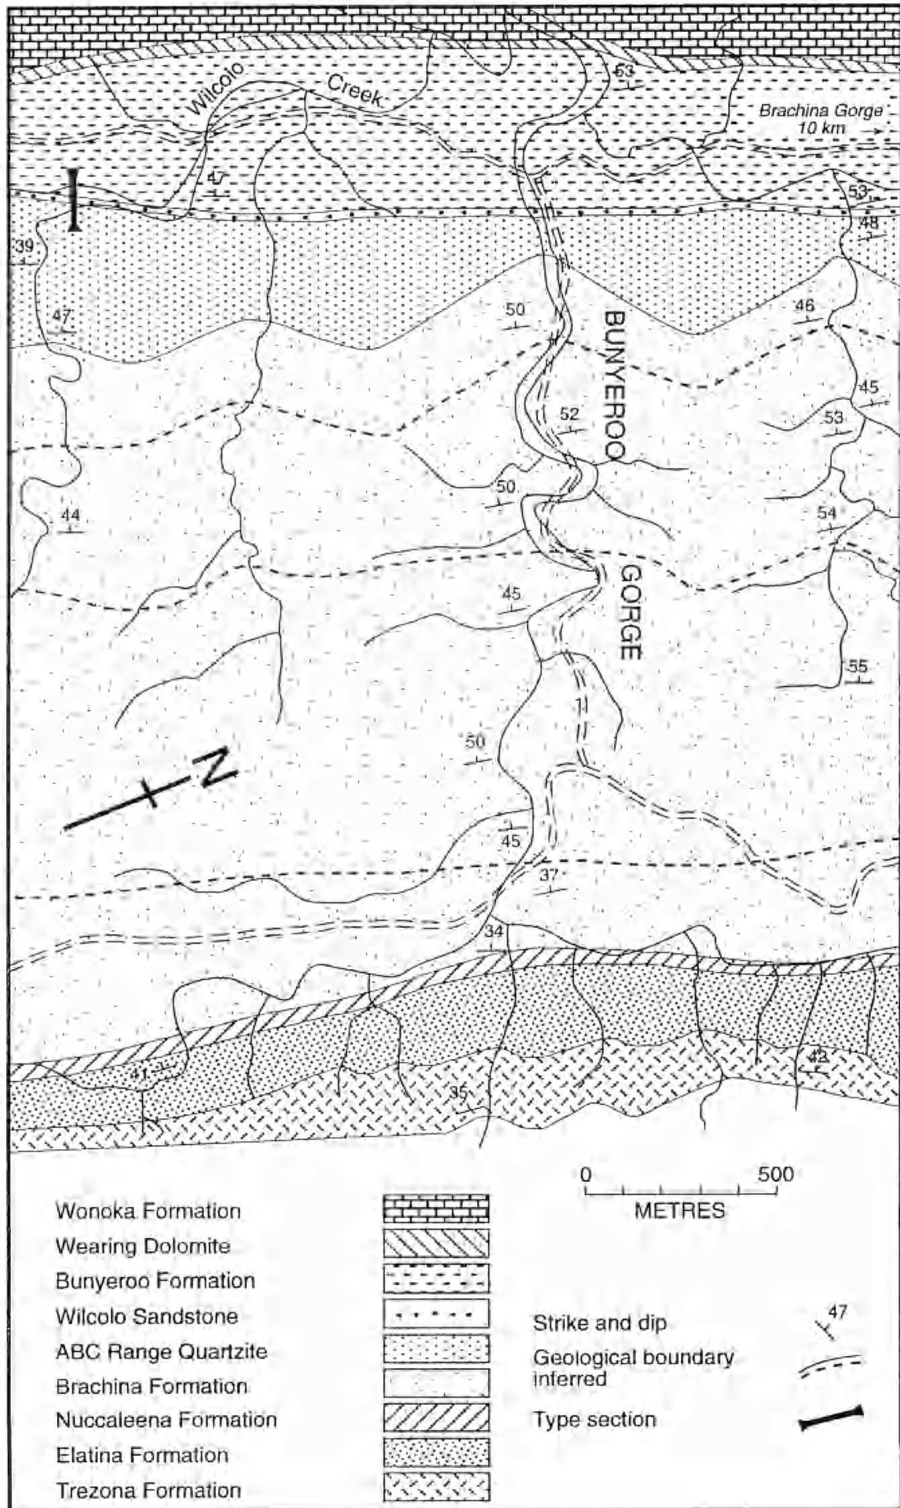 53
Wilcolo
Creek
Brachina Gorge
10 km
47
53
39
48
47
50
46
BUNYEROO
45
52
53
50
44
54
GORGE
45
55
50
N
45
37
34
41
42
35
0 500
METRES
Wonoka Formation
Wearing Dolomite
Bunyeroo Formation
Wilcolo Sandstone
ABC Range Quartzite
Brachina Formation
Nuccaleena Formation
Elatina Formation
Trezona Formation
47
Strike and dip
Geological boundary
inferred
Type section